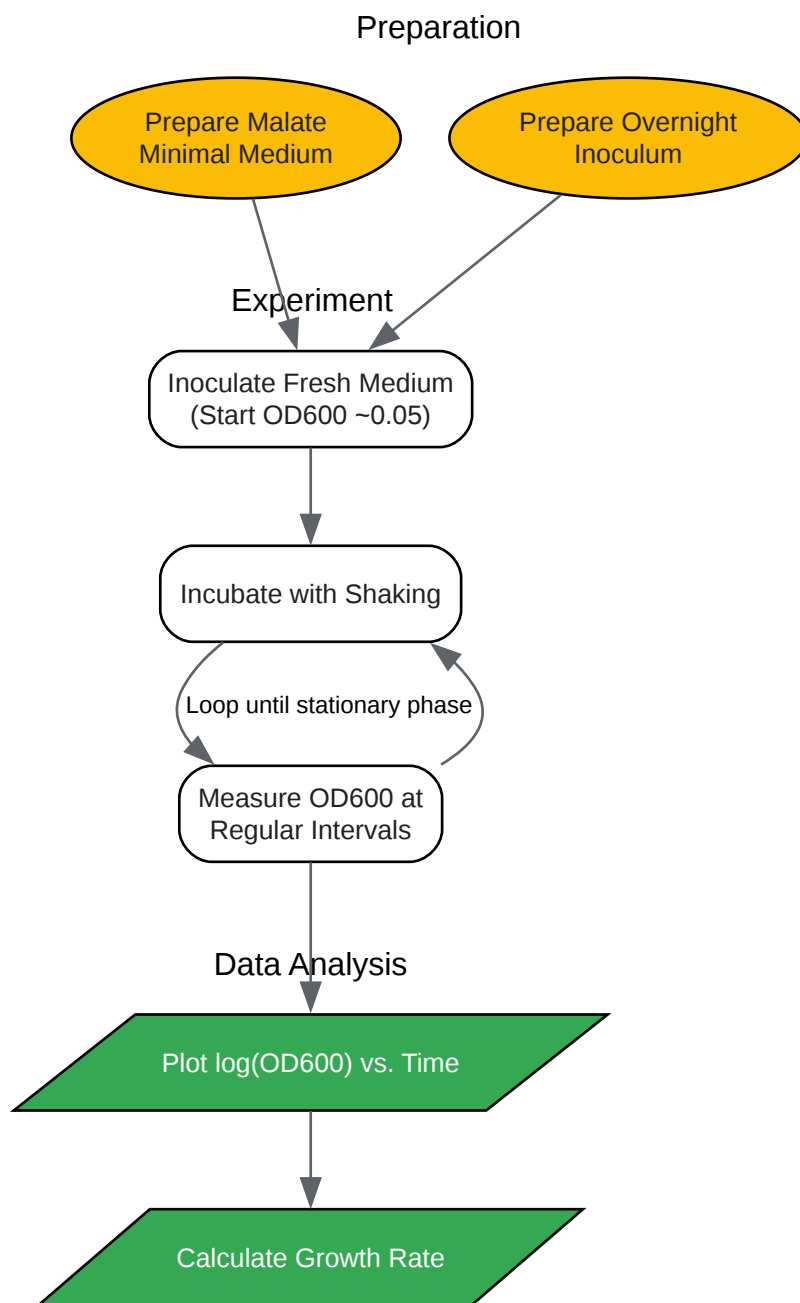 Preparation
Prepare Malate
Minimal Medium
Prepare Overnight
Inoculum
Experiment
Inoculate Fresh Medium
(Start OD600 ~0.05)
Incubate with Shaking
Loop until stationary phase
Measure OD600 at
Regular Intervals
Data Analysis
Plot log(OD600) vs. Time
Calculate Growth Rate